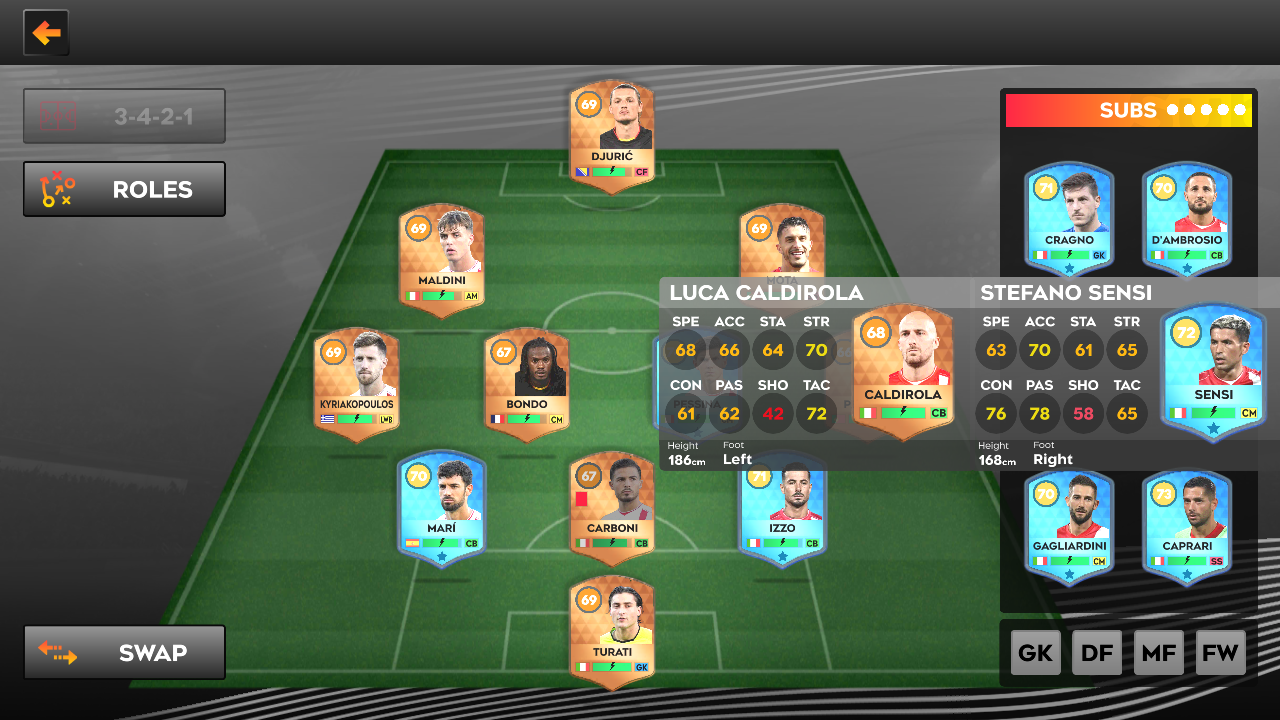 3-4-2-1
ROLES
69
DJURIĆ
CF
SUBS
71
CRAGNO
GK
70
D'AMBROSIO
CB
69
MALDINI
AM
69
MOTA
LUCA CALDIROLA
SPE ACC STA STR
68 66 64 70
CON PAS SHO TAC
61 62 42 72
Height
186cm
Foot
Left
68
CALDIROLA
CB
STEFANO SENSI
SPE ACC STA STR
63 70 61 65
CON PAS SHO TAC
76 78 58 65
Height
168cm
Foot
Right
72
SENSI
CM
69
KYRIAKOPOULOS
LWB
67
BONDO
CM
PESSINA
70
MARÍ
CB
67
CARBONI
CB
71
IZZO
CB
70
GAGLIARDINI
CM
73
CAPRARI
SS
69
TURATI
GK
SWAP
GK DF MF FW